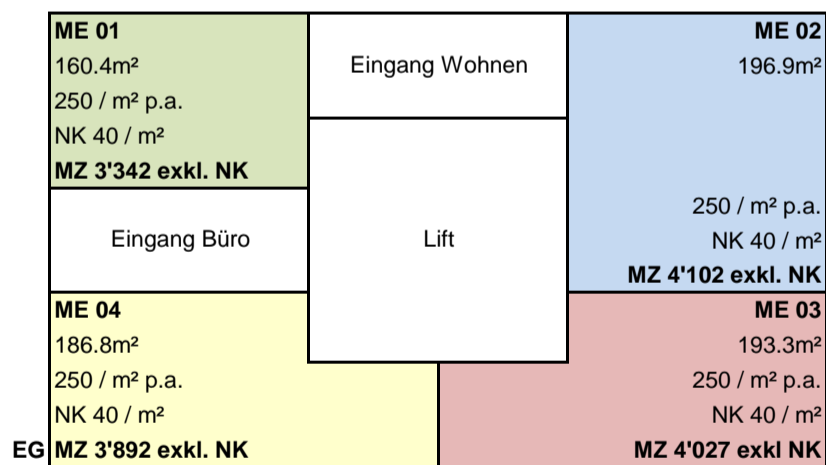 ME 01
160.4m²
250 / m² p.a.
NK 40 / m²
MZ 3'342 exkl. NK
Eingang Wohnen
ME 02
196.9m²
250 / m² p.a.
NK 40 / m²
MZ 4'102 exkl. NK
Eingang Büro
Lift
ME 04
186.8m²
250 / m² p.a.
NK 40 / m²
EG MZ 3'892 exkl. NK
ME 03
193.3m²
250 / m² p.a.
NK 40 / m²
MZ 4'027 exkl NK